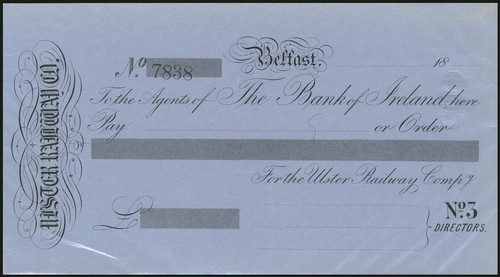 ULSTER RAILWAY CO.
No. 7838 Belfast 18
To the Agents of The Bank of Ireland here
Pay or Order
For the Ulster Railway Compy
£
No. 3
DIRECTORS.